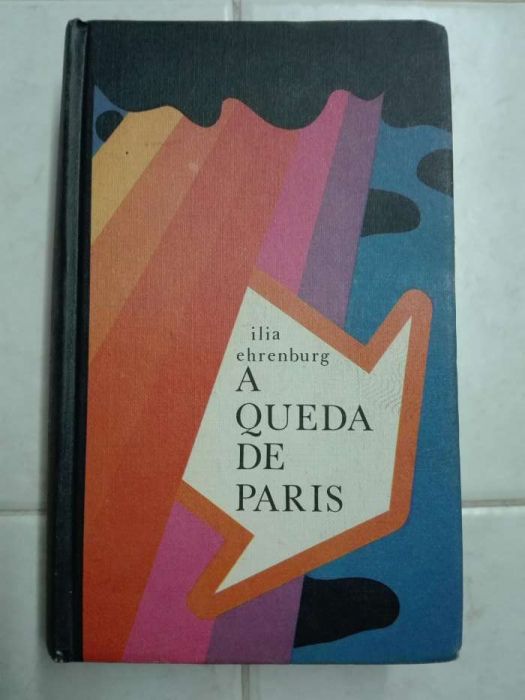 ilia
ehrenburg
A
QUEDA
DE
PARIS